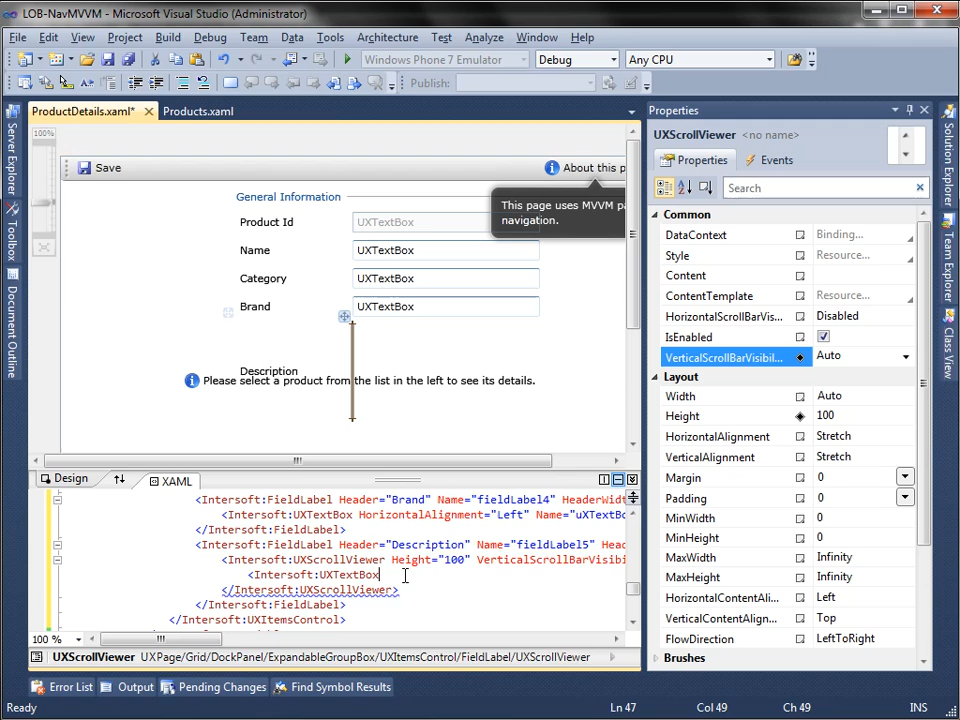 LOB-NavMVVM - Microsoft Visual Studio (Administrator)
File Edit View Project Build Debug Team Data Tools Architecture Test Analyze Window Help
Windows Phone 7 Emulator Debug Any CPU
Publish:
ProductDetails.xaml* Products.xaml
Properties
Server Explorer
Toolbox
Document Outline
Solution Explorer
Team Explorer
Class View
100%
Save About this p
This page uses MVVM pa
navigation.
General Information
Product Id UXTextBox
Name UXTextBox
Category UXTextBox
Brand UXTextBox
Description
Please select a product from the list in the left to see its details.
Design XAML
<Intersoft:FieldLabel Header="Brand" Name="fieldLabel4" HeaderWidt
<Intersoft:UXTextBox HorizontalAlignment="Left" Name="uXTextBo
</Intersoft:FieldLabel>
<Intersoft:FieldLabel Header="Description" Name="fieldLabel5" Head
<Intersoft:UXScrollViewer Height="100" VerticalScrollBarVisibi
<Intersoft:UXTextBox
</Intersoft:UXScrollViewer>
</Intersoft:FieldLabel>
</Intersoft:UXItemsControl>
100 %
UXScrollViewer UXPage/Grid/DockPanel/ExpandableGroupBox/UXItemsControl/FieldLabel/UXScrollViewer
UXScrollViewer <no name>
Properties Events
Search
Common
DataContext Binding...
Style Resource...
Content
ContentTemplate Resource...
HorizontalScrollBarVis... Disabled
IsEnabled
VerticalScrollBarVisibil... Auto
Layout
Width Auto
Height 100
HorizontalAlignment Stretch
VerticalAlignment Stretch
Margin 0
Padding 0
MinWidth 0
MinHeight 0
MaxWidth Infinity
MaxHeight Infinity
HorizontalContentAli... Left
VerticalContentAlign... Top
FlowDirection LeftToRight
Brushes
Error List Output Pending Changes Find Symbol Results
Ready Ln 47 Col 49 Ch 49 INS